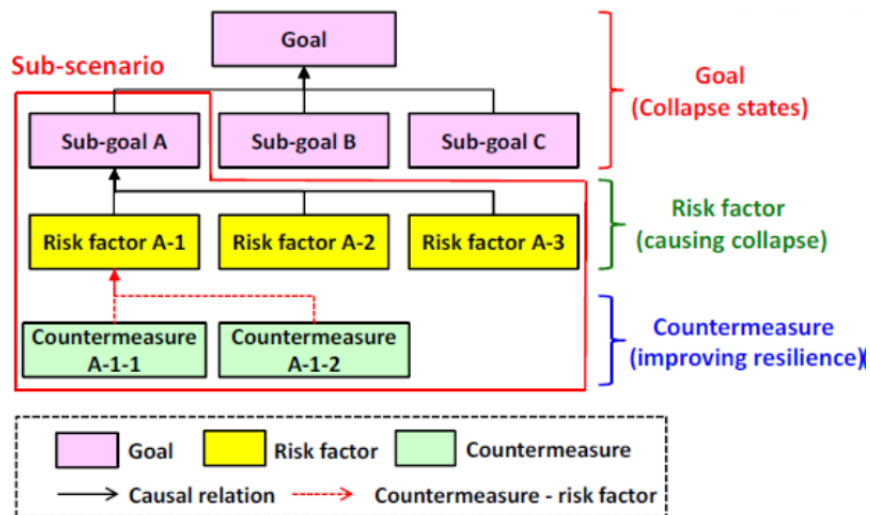 Goal
Sub-scenario
Goal
(Collapse states)
Sub-goal A
Sub-goal B
Sub-goal C
Risk factor
(causing collapse)
Risk factor A-1
Risk factor A-2
Risk factor A-3
Countermeasure
A-1-1
Countermeasure
A-1-2
Countermeasure
(improving resilience)
Goal
Risk factor
Countermeasure
Causal relation
Countermeasure - risk factor